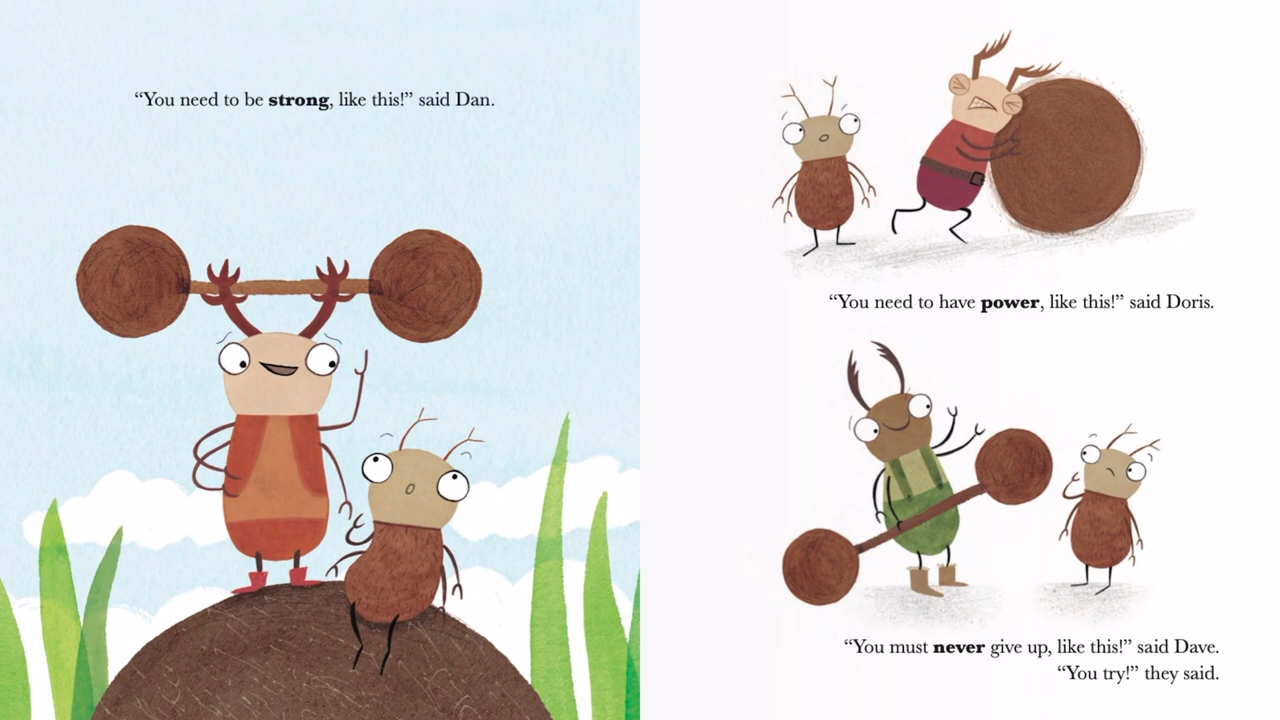 “You need to be strong, like this!” said Dan.
“You need to have power, like this!” said Doris.
“You must never give up, like this!” said Dave.
“You try!” they said.